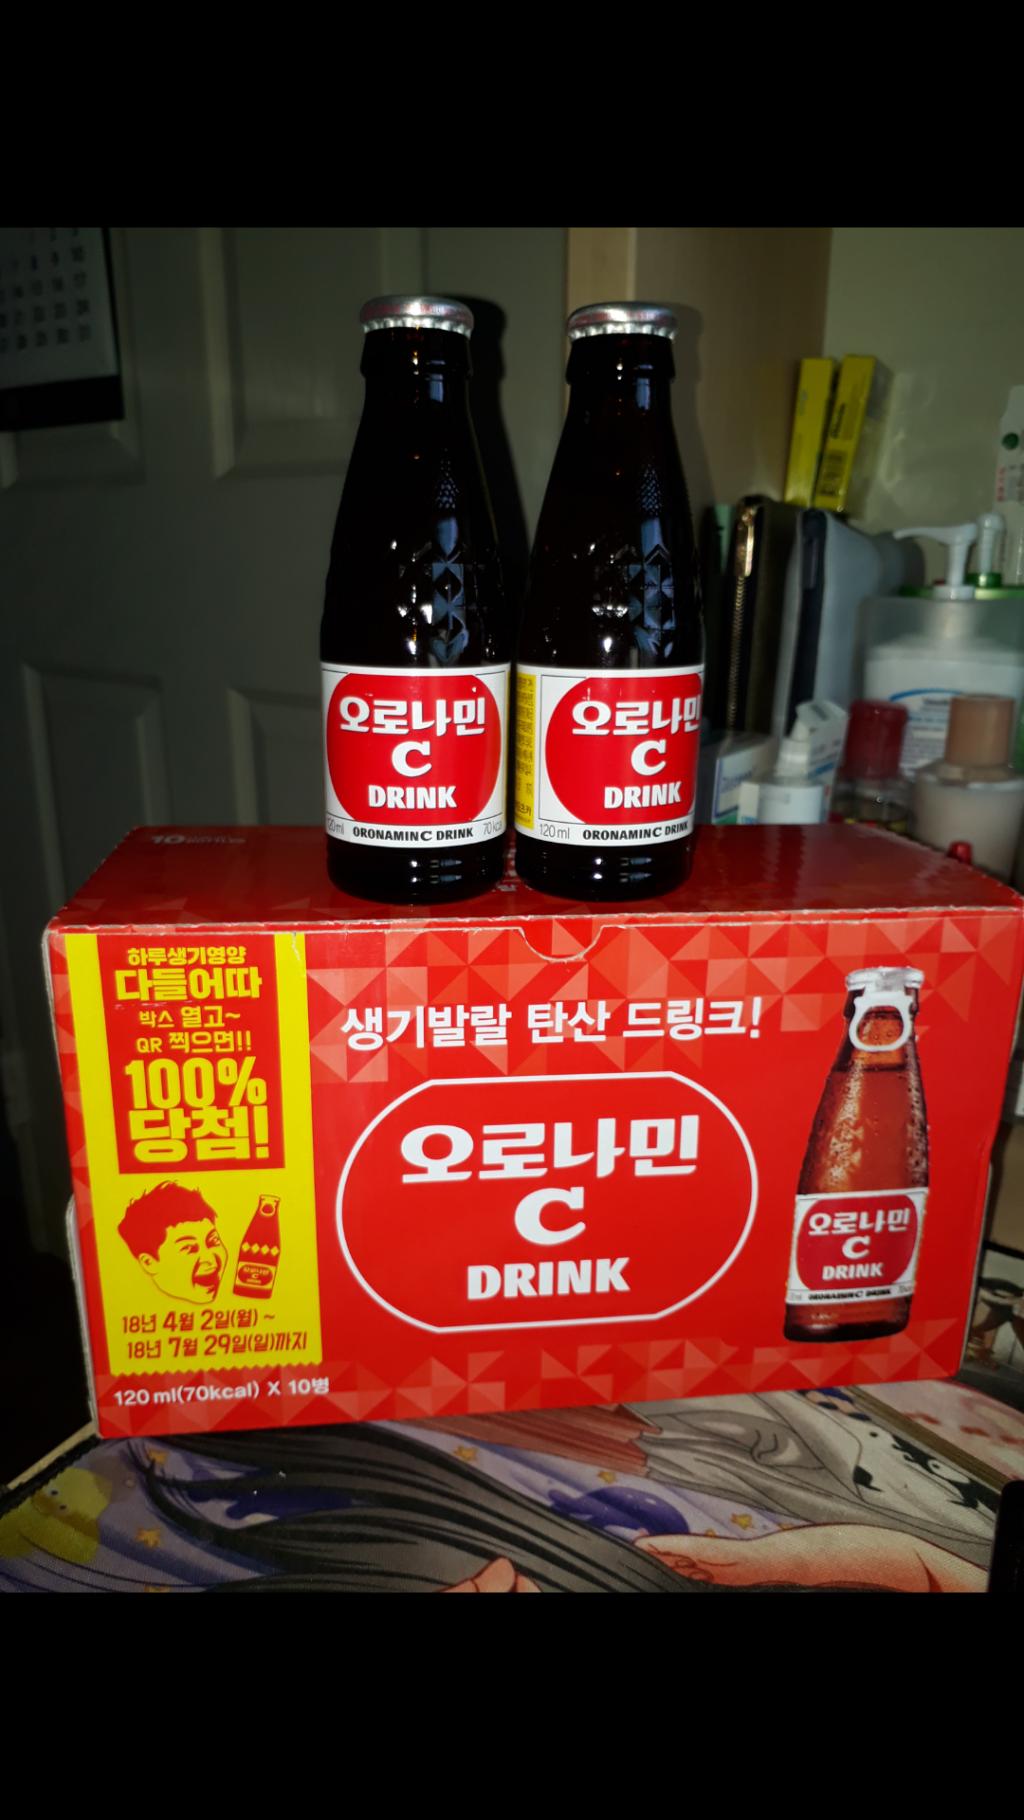 오로나민
C
DRINK
120ml
ORONAMIN C DRINK
오로나민
C
DRINK
120ml
ORONAMIN C DRINK
10
하루생기영양
다들어따
박스 열고~
QR 찍으면!!
100%
당첨!
18년 4월 2일(월) ~
18년 7월 29일(일)까지
120ml(70kcal) X 10병
생기발랄 탄산 드링크!
오로나민
C
DRINK
오로나민
C
DRINK
ORONAMIN C DRINK